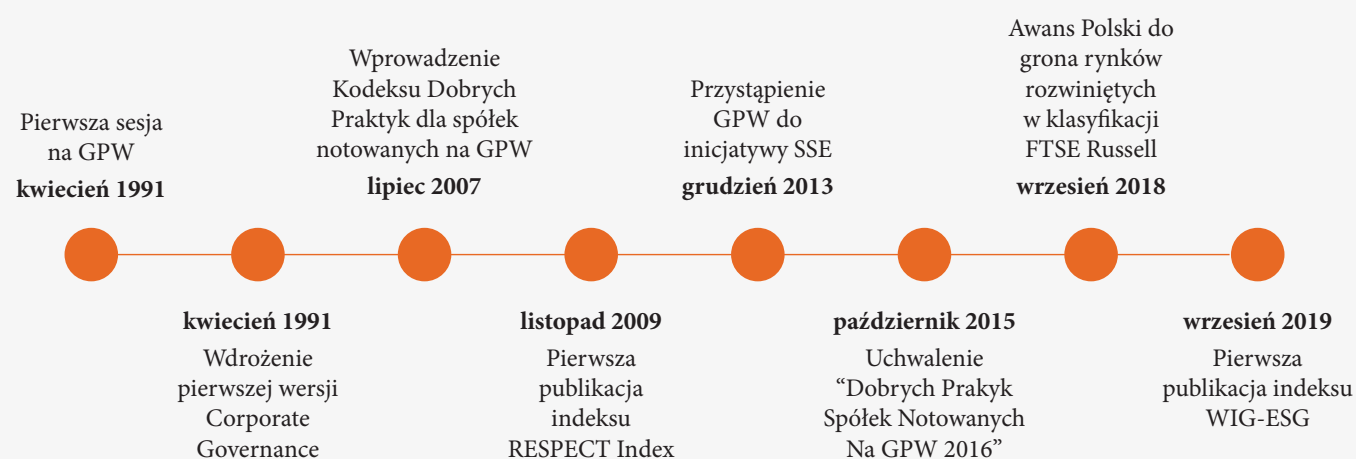 Pierwsza sesja
na GPW
kwiecień 1991
kwiecień 1991
Wdrożenie
pierwszej wersji
Corporate
Governance
Wprowadzenie
Kodeksu Dobrych
Praktyk dla spółek
notowanych na GPW
lipiec 2007
listopad 2009
Pierwsza
publikacja
indeksu
RESPECT Index
Przystąpienie
GPW do
inicjatywy SSE
grudzień 2013
październik 2015
Uchwalenie
“Dobrych Prakyk
Spółek Notowanych
Na GPW 2016”
Awans Polski do
grona rynków
rozwiniętych
w klasyfikacji
FTSE Russell
wrzesień 2018
wrzesień 2019
Pierwsza
publikacja indeksu
WIG-ESG